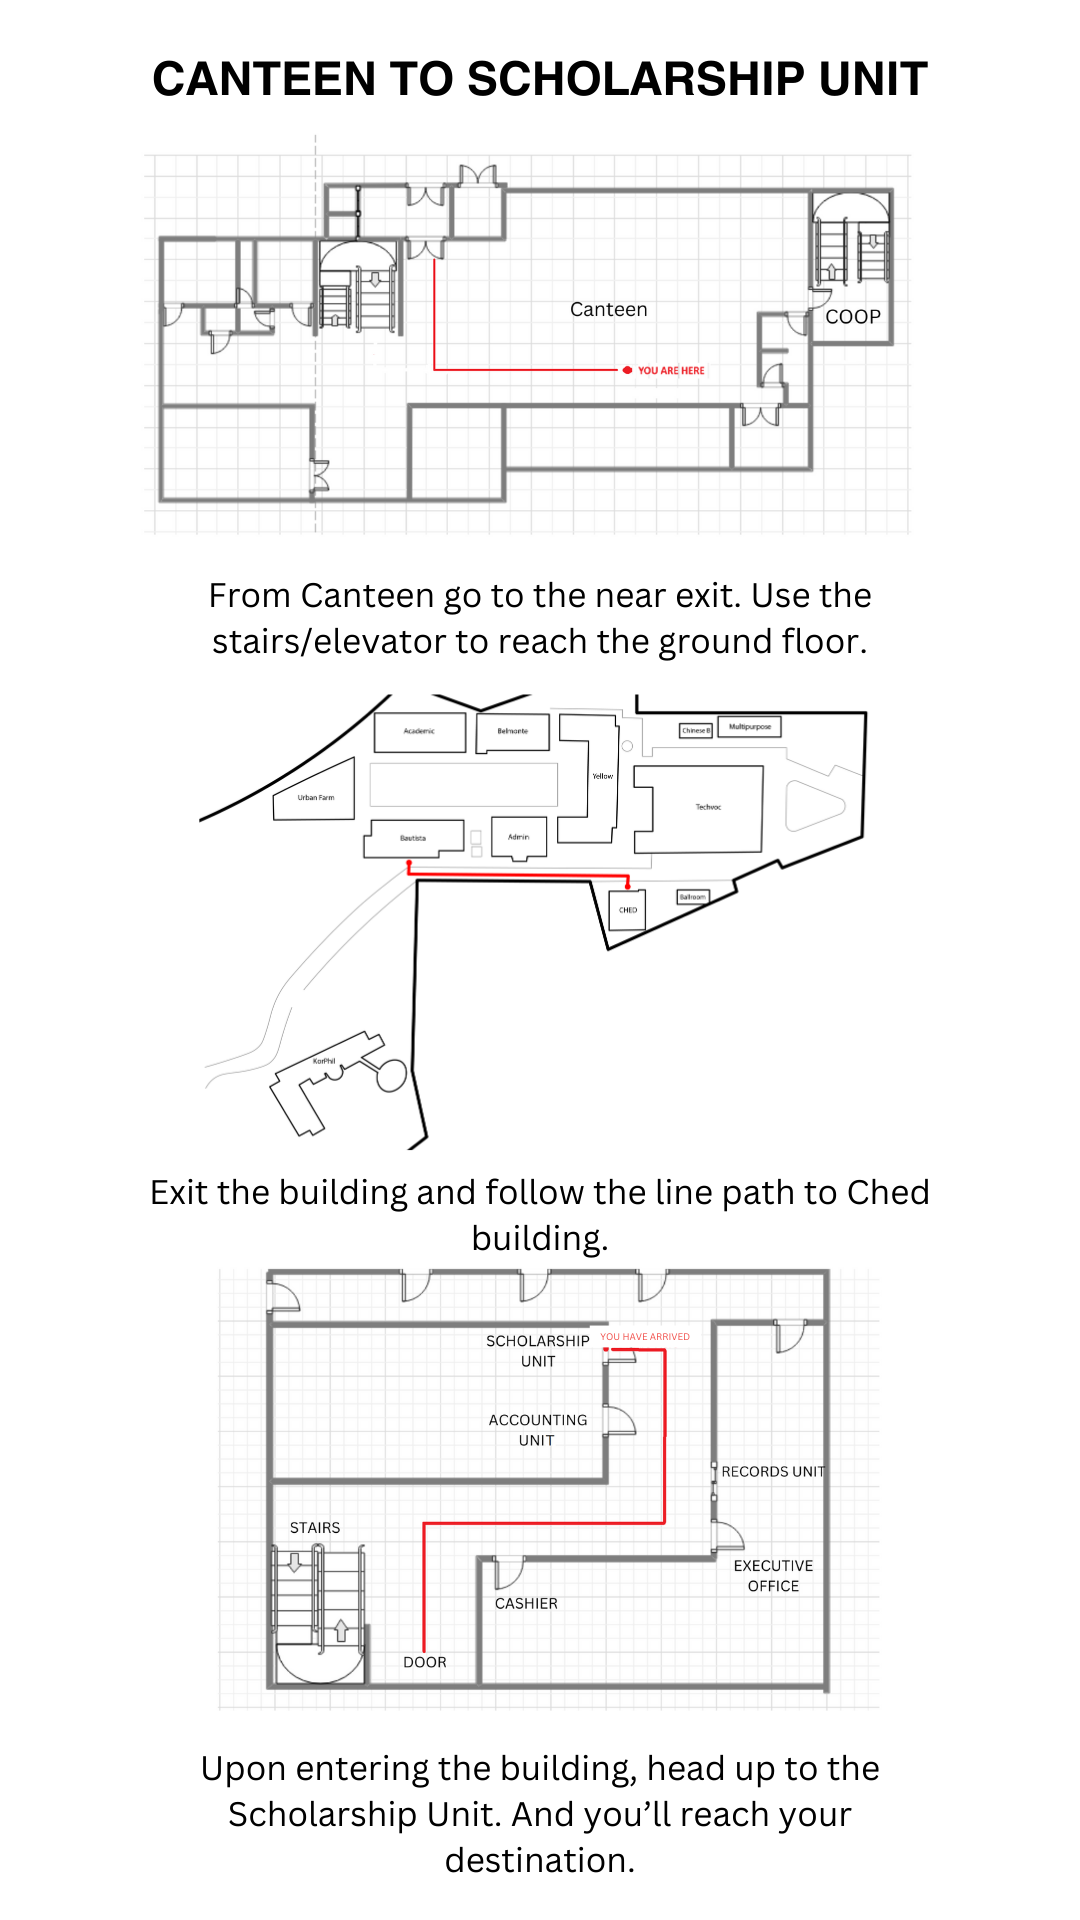 CANTEEN TO SCHOLARSHIP UNIT
Canteen
COOP
YOU ARE HERE
From Canteen go to the near exit. Use the
stairs/elevator to reach the ground floor.
Academic
Belmonte
Chinese B
Multipurpose
Yellow
Urban Farm
Techvoc
Bautista
Admin
CHED
Ballroom
KorPhil
Exit the building and follow the line path to Ched
building.
SCHOLARSHIP
UNIT
YOU HAVE ARRIVED
ACCOUNTING
UNIT
RECORDS UNIT
STAIRS
EXECUTIVE
OFFICE
CASHIER
DOOR
Upon entering the building, head up to the
Scholarship Unit. And you’ll reach your
destination.